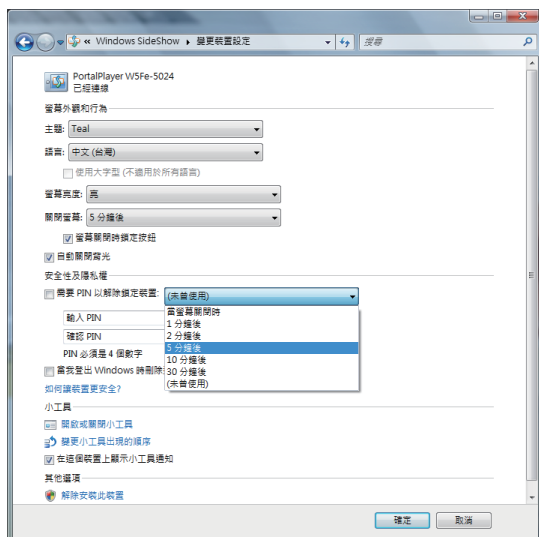 « Windows SideShow ▸ 變更裝置設定
搜尋
PortalPlayer W5Fe-5024
已經連線
螢幕外觀和行為
主題: Teal
語言: 中文 (台灣)
使用大字型 (不適用於所有語言)
螢幕亮度: 亮
關閉螢幕: 5 分鐘後
螢幕關閉時鎖定按鈕
自動關閉背光
安全性及隱私權
需要 PIN 以解除鎖定裝置: (未曾使用)
當螢幕關閉時
輸入 PIN
1 分鐘後
2 分鐘後
確認 PIN
5 分鐘後
PIN 必須是 4 個數字
10 分鐘後
當我登出 Windows 時刪除
30 分鐘後
(未曾使用)
如何讓裝置更安全?
小工具
開啟或關閉小工具
變更小工具出現的順序
在這個裝置上顯示小工具通知
其他選項
解除安裝此裝置
確定
取消